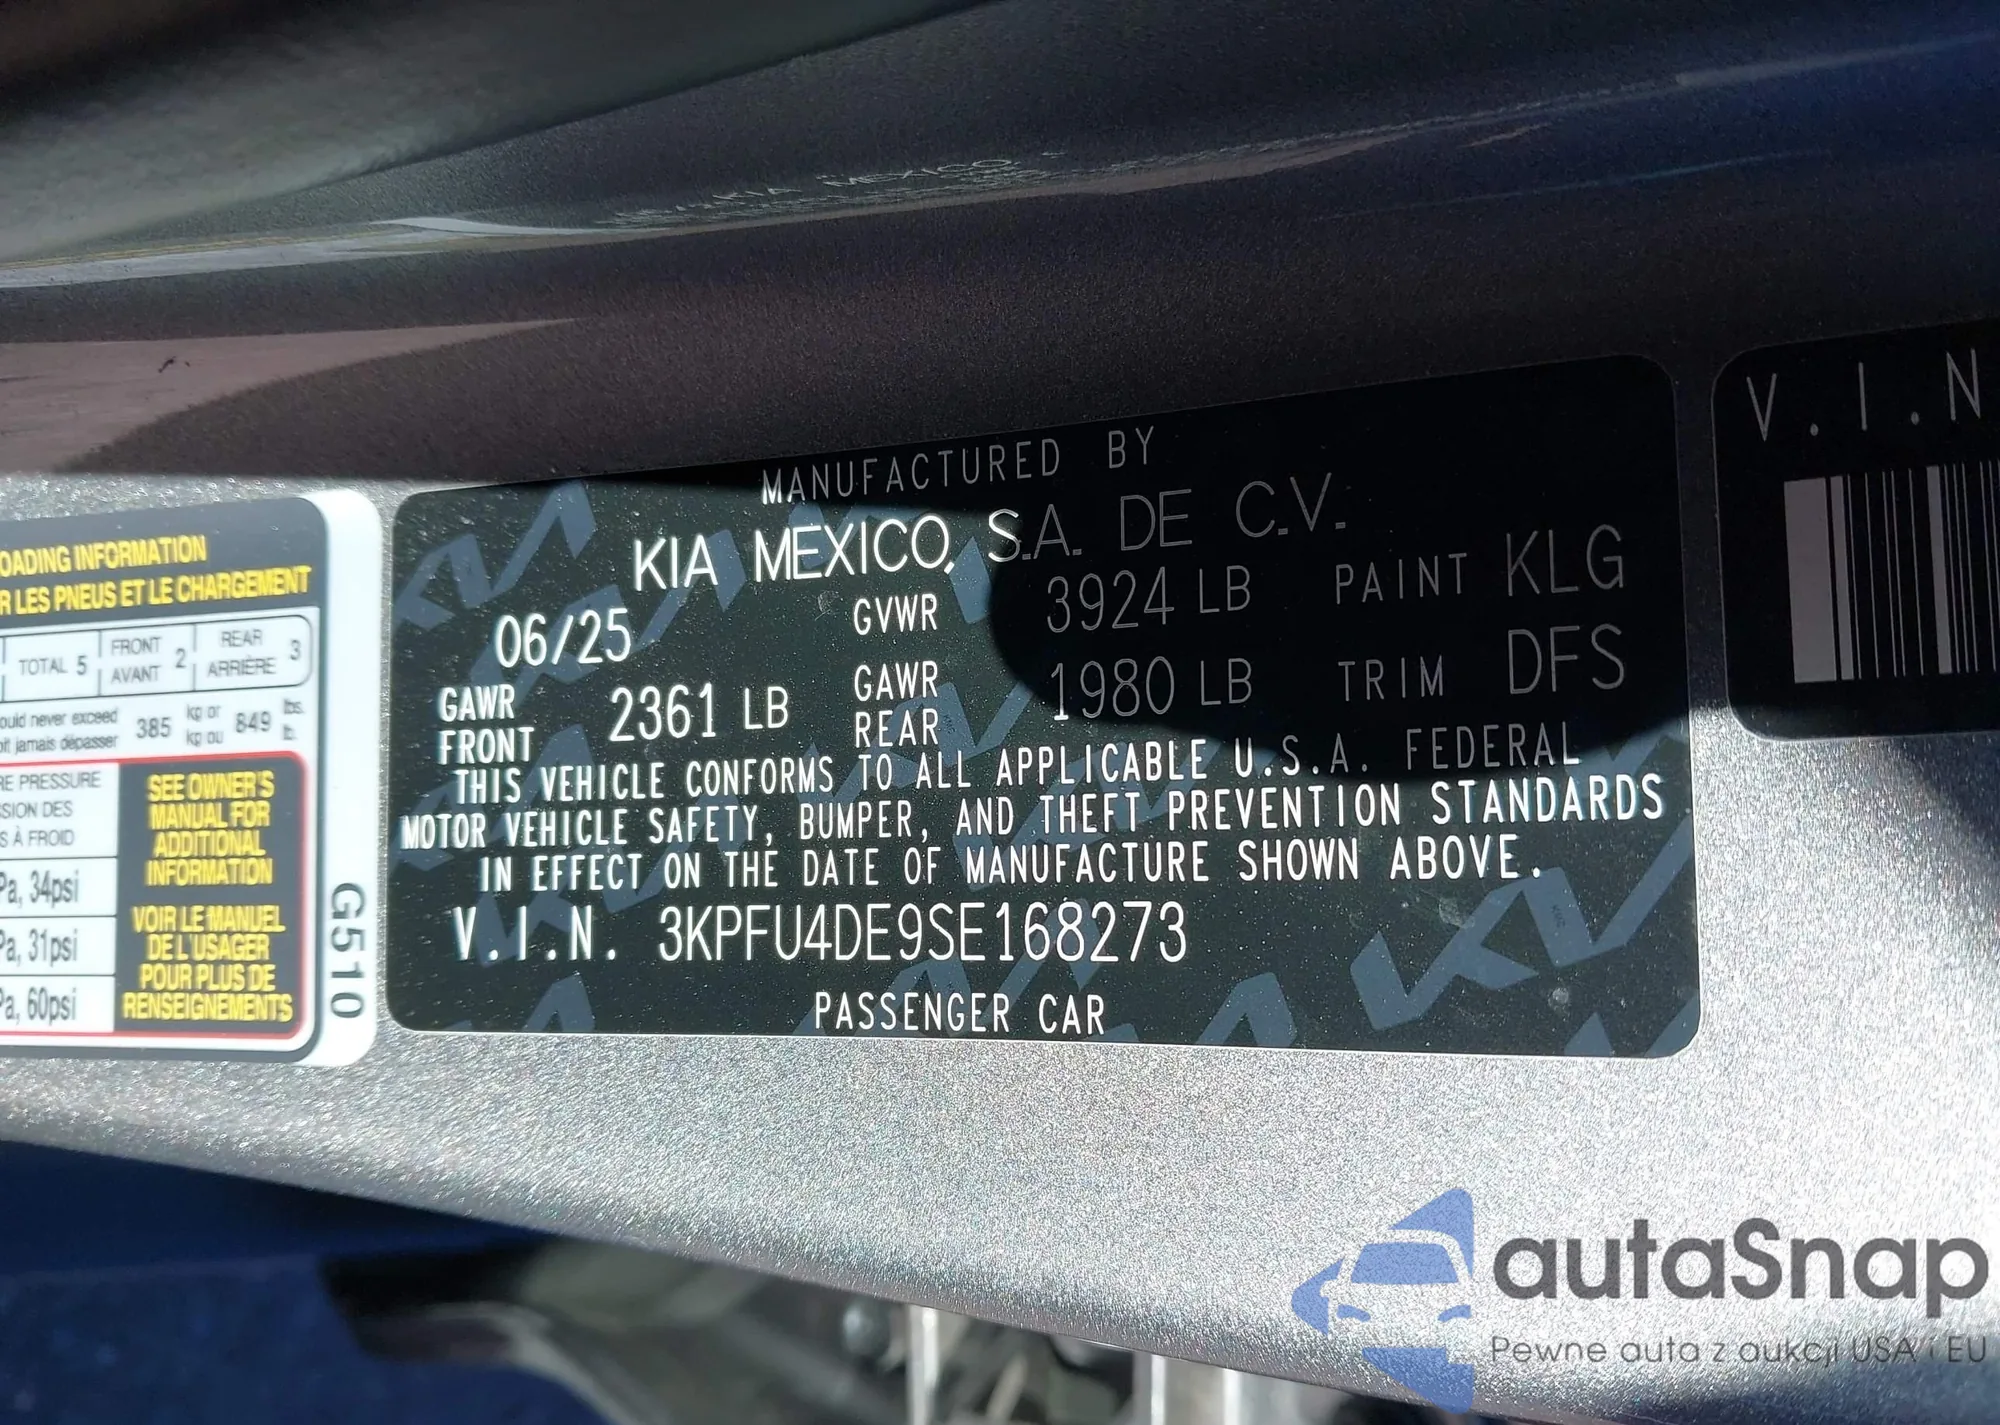 OADING INFORMATION
R LES PNEUS ET LE CHARGEMENT
TOTAL 5
FRONT
AVANT 2
REAR
ARRIÈRE 3
ould never exceed
oit jamais dépasser
385
kg or
kg ou
849
lbs.
lb.
RE PRESSURE
SION DES
S À FROID
Pa, 34psi
Pa, 31psi
Pa, 60psi
SEE OWNER'S
MANUAL FOR
ADDITIONAL
INFORMATION
VOIR LE MANUEL
DE L'USAGER
POUR PLUS DE
RENSEIGNEMENTS
G510
MANUFACTURED BY
KIA MEXICO, S.A. DE C.V.
06/25 GVWR 3924 LB PAINT KLG
GAWR FRONT 2361 LB GAWR REAR 1980 LB TRIM DFS
THIS VEHICLE CONFORMS TO ALL APPLICABLE U.S.A. FEDERAL
MOTOR VEHICLE SAFETY, BUMPER, AND THEFT PREVENTION STANDARDS
IN EFFECT ON THE DATE OF MANUFACTURE SHOWN ABOVE.
V.I.N. 3KPFU4DE9SE168273
PASSENGER CAR
V.I.N
autaSnap
Pewne auta z aukcji USA i EU